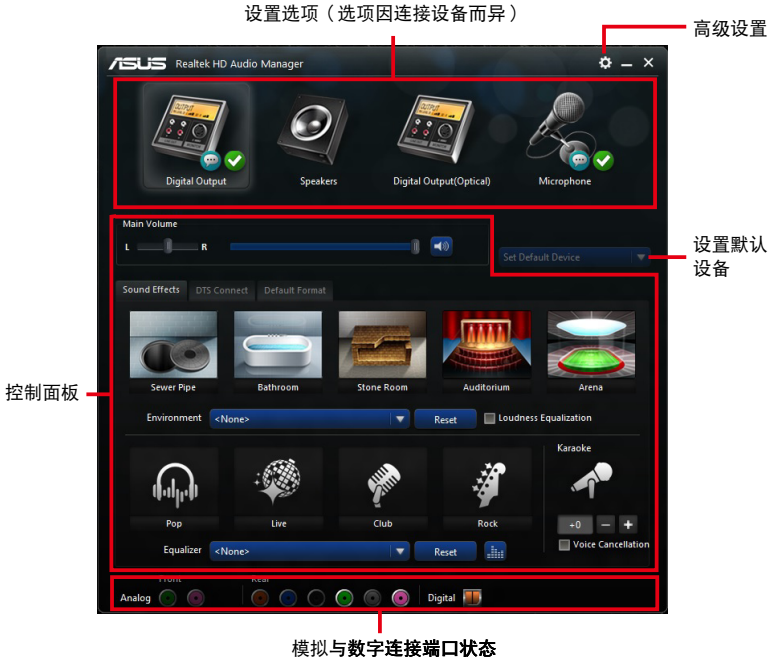 设置选项（选项因连接设备而异）
高级设置
ASUS Realtek HD Audio Manager
Digital Output
Speakers
Digital Output(Optical)
Microphone
Main Volume
L
R
Set Default Device
设置默认
设备
Sound Effects
DTS Connect
Default Format
Sewer Pipe
Bathroom
Stone Room
Auditorium
Arena
控制面板
Environment
<None>
Reset
Loudness Equalization
Karaoke
Pop
Live
Club
Rock
+0
Equalizer
<None>
Reset
Voice Cancellation
Front
Rear
Analog
Digital
模拟与数字连接端口状态